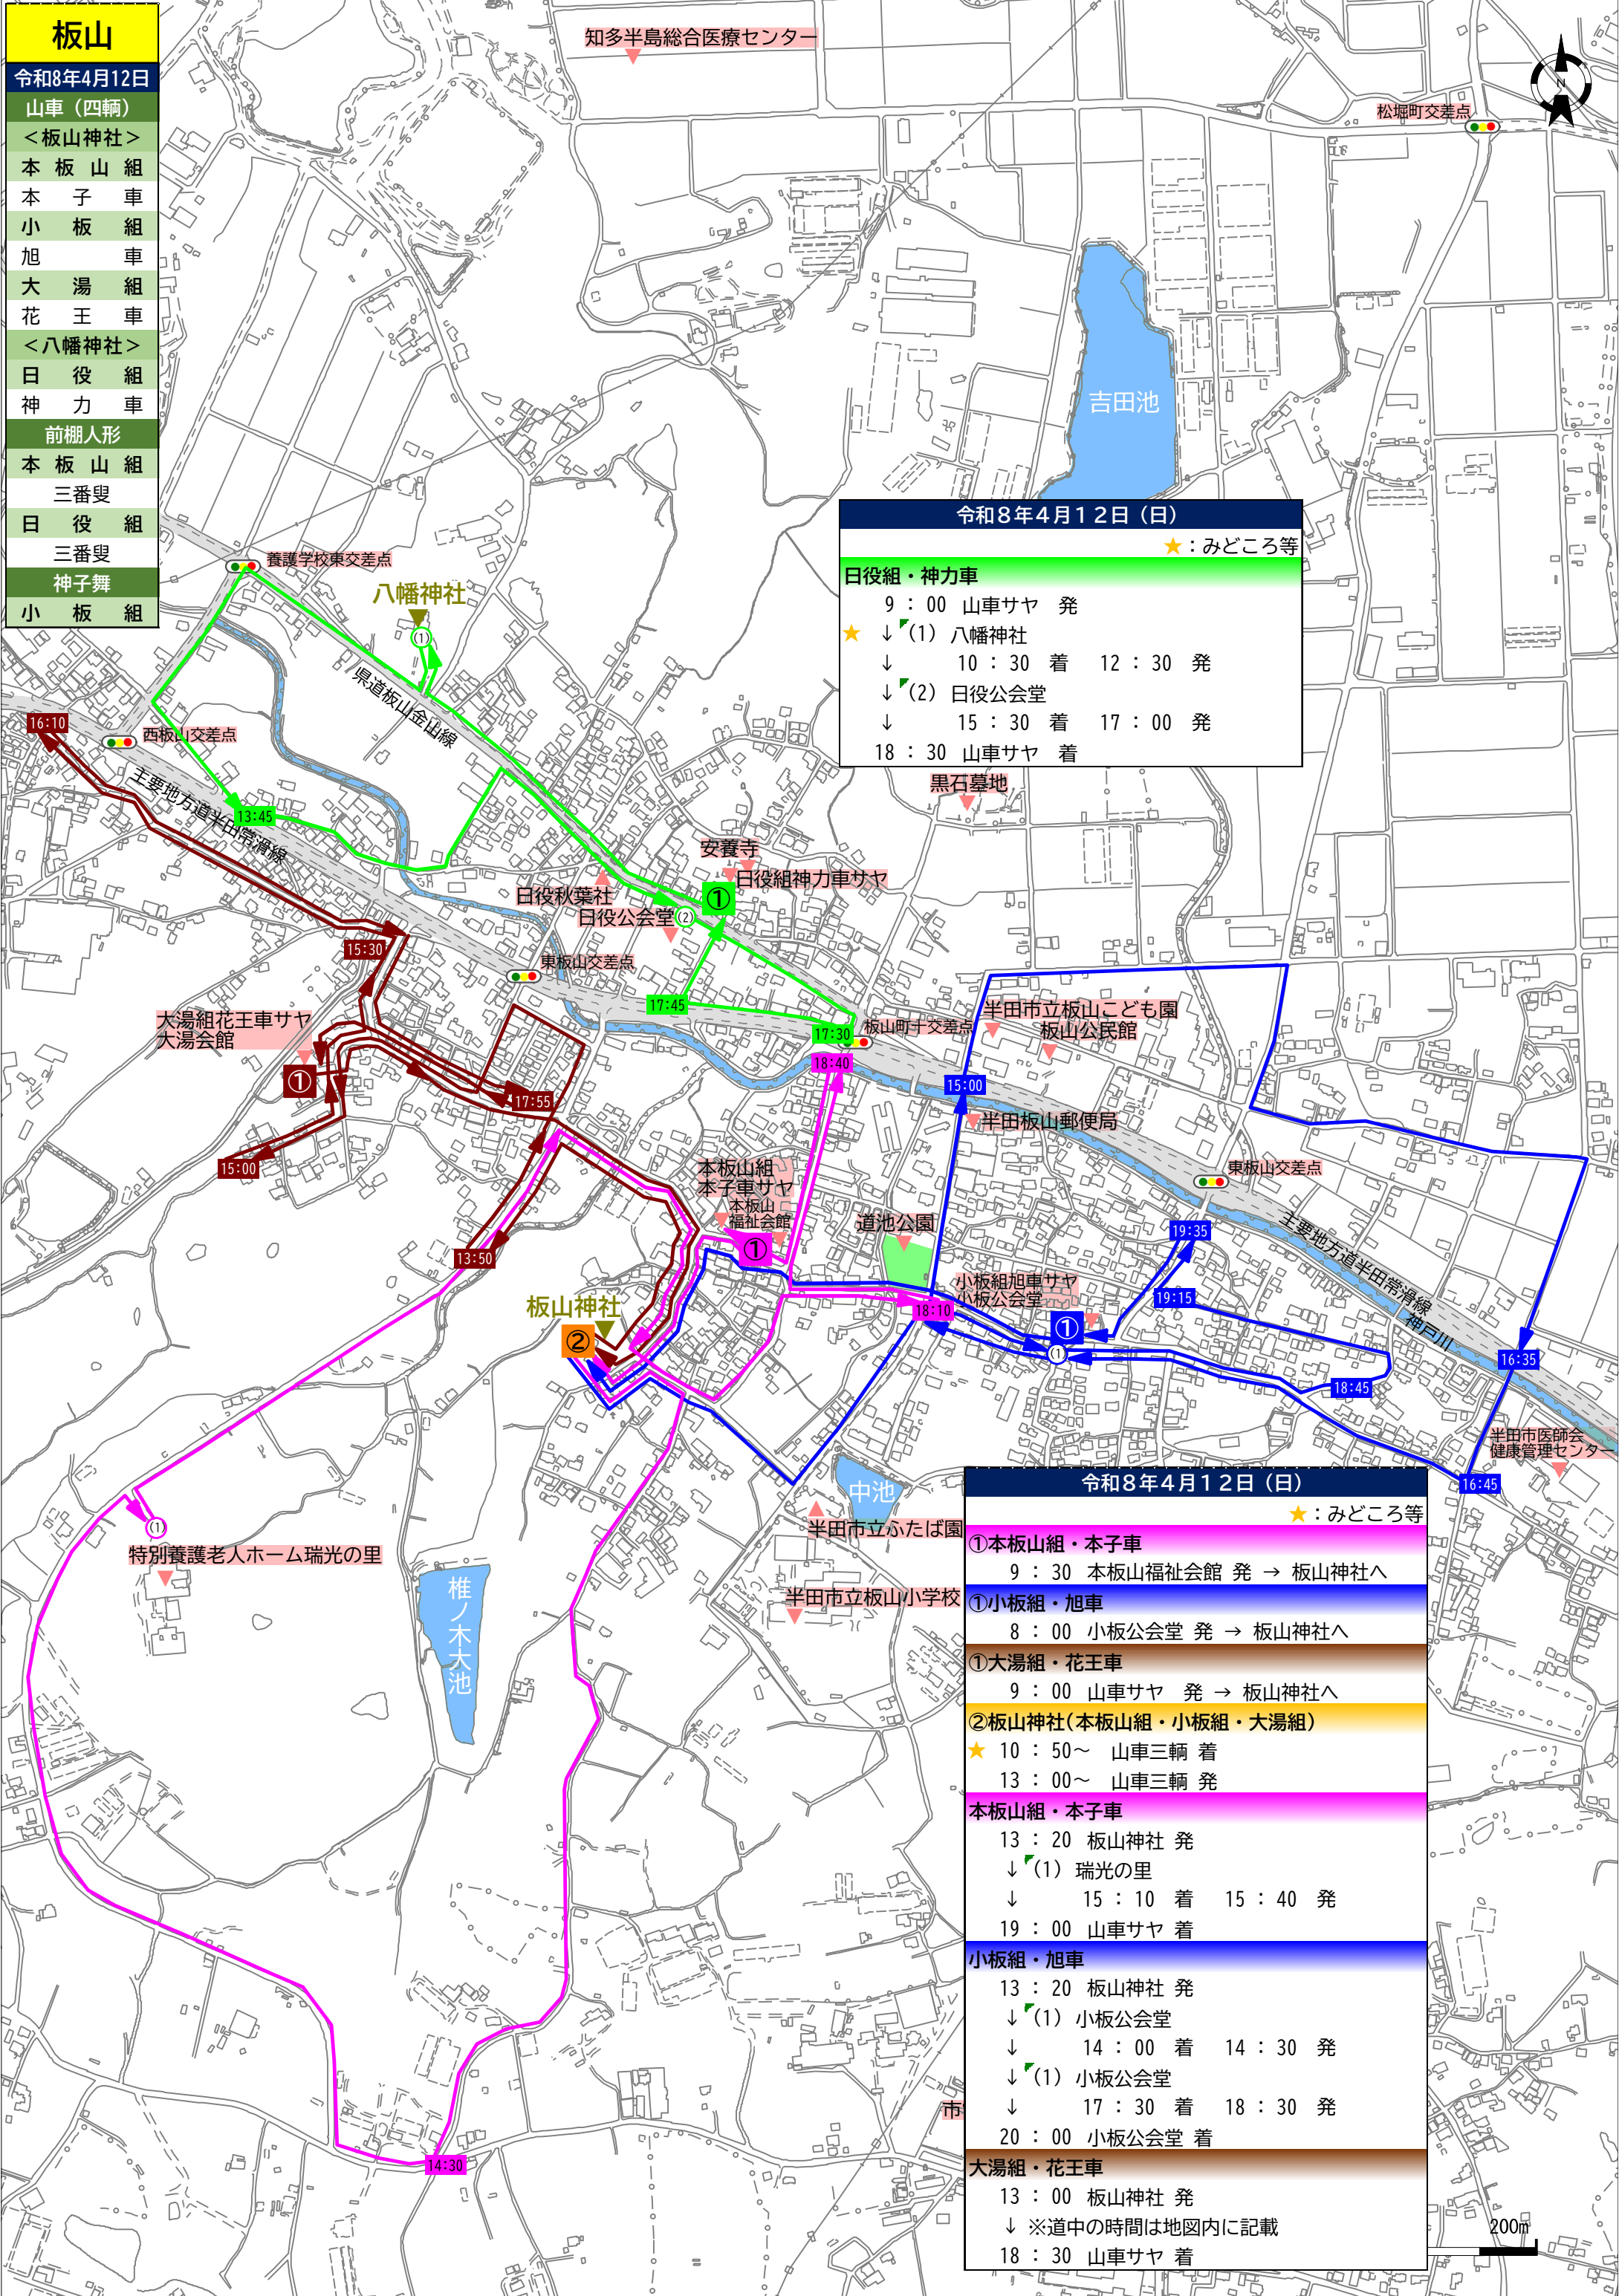 板山
令和8年4月12日
山車（四輌）
＜板山神社＞
本板山組
本子車
小板組
旭車
大湯組
花王車
＜八幡神社＞
日役組
神力車
前棚人形
本板山組
三番叟
日役組
三番叟
神子舞
小板組
知多半島総合医療センター
松堀町交差点
N
吉田池
令和８年４月１２日（日）
★：みどころ等
日役組・神力車
9 ： 00 山車サヤ 発
★ ↓ (1) 八幡神社
↓ 10 ： 30 着 12 ： 30 発
↓ (2) 日役公会堂
↓ 15 ： 30 着 17 ： 00 発
18 ： 30 山車サヤ 着
養護学校東交差点
八幡神社
(1)
県道板山金山線
16:10
西板山交差点
主要地方道半田常滑線
13:45
黒石墓地
安養寺
日役組神力車サヤ
日役秋葉社
①
日役公会堂
(2)
15:30
東板山交差点
17:45
17:30
板山町十交差点
半田市立板山こども園
板山公民館
大湯組花王車サヤ
大湯会館
①
18:40
15:00
17:55
半田板山郵便局
15:00
本板山組
本子車サヤ
本板山
福祉会館
東板山交差点
道池公園
主要地方道半田常滑線
19:35
13:50
①
小板組旭車サヤ
小板公会堂
19:15
18:10
板山神社
②
①
(1)
神戸川
16:35
18:45
半田市医師会
健康管理センター
16:45
中池
半田市立ふたば園
(1)
特別養護老人ホーム瑞光の里
椎ノ木大池
半田市立板山小学校
市
14:30
令和８年４月１２日（日）
★：みどころ等
①本板山組・本子車
9 ： 30 本板山福祉会館 発 → 板山神社へ
①小板組・旭車
8 ： 00 小板公会堂 発 → 板山神社へ
①大湯組・花王車
9 ： 00 山車サヤ 発 → 板山神社へ
②板山神社(本板山組・小板組・大湯組)
★ 10 ： 50～ 山車三輌 着
13 ： 00～ 山車三輌 発
本板山組・本子車
13 ： 20 板山神社 発
↓ (1) 瑞光の里
↓ 15 ： 10 着 15 ： 40 発
19 ： 00 山車サヤ 着
小板組・旭車
13 ： 20 板山神社 発
↓ (1) 小板公会堂
↓ 14 ： 00 着 14 ： 30 発
↓ (1) 小板公会堂
↓ 17 ： 30 着 18 ： 30 発
20 ： 00 小板公会堂 着
大湯組・花王車
13 ： 00 板山神社 発
↓ ※道中の時間は地図内に記載
18 ： 30 山車サヤ 着
200m